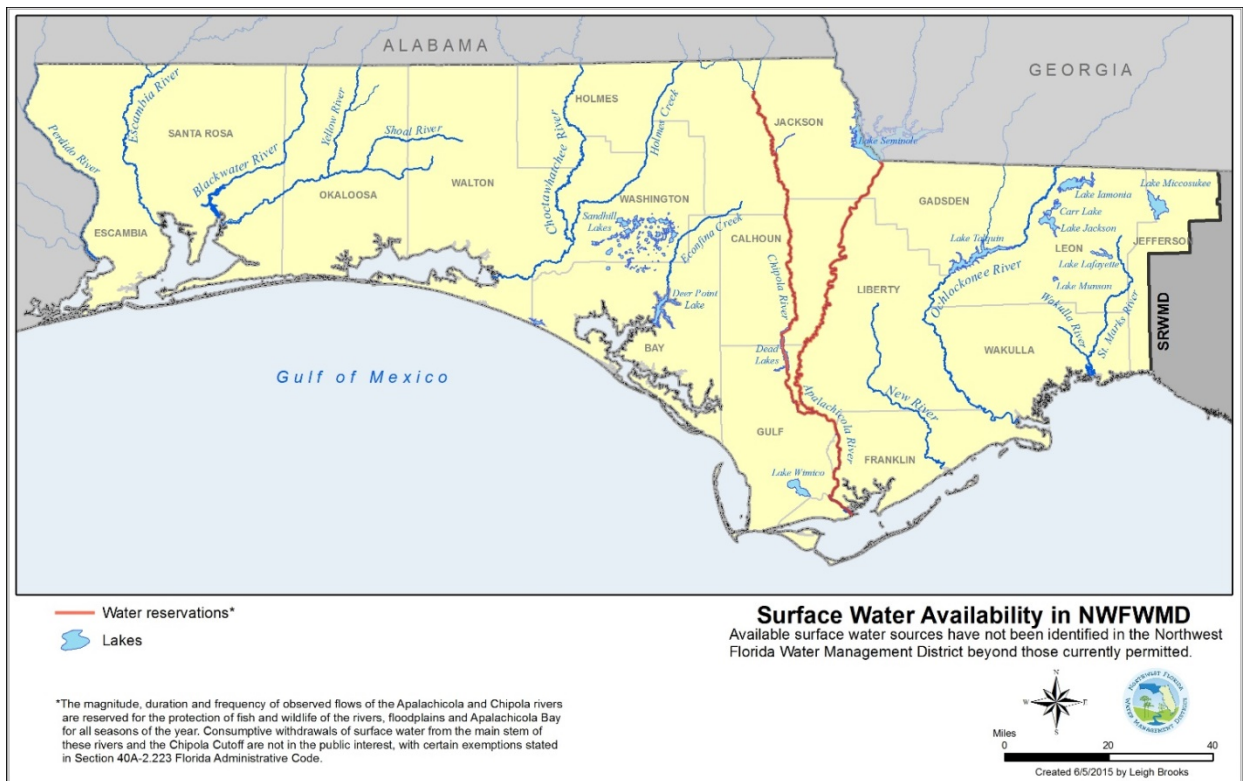 ALABAMA
GEORGIA
Escambia River
Perdido River
SANTA ROSA
Blackwater River
Yellow River
Shoal River
OKALOOSA
WALTON
ESCAMBIA
HOLMES
Choctawhatchee River
Holmes Creek
WASHINGTON
Sandhill
Lakes
Econfina Creek
Deer Point
Lake
BAY
JACKSON
Lake Seminole
CALHOUN
Chipola River
Dead
Lakes
Apalachicola River
GULF
Lake Wimico
GADSDEN
LIBERTY
Lake Talquin
Ochlockonee River
New River
FRANKLIN
Lake Iamonia
Carr Lake
Lake Jackson
LEON
Lake Miccosukee
JEFFERSON
Lake Lafayette
Lake Munson
Wakulla River
St. Marks River
WAKULLA
SRWMD
Gulf of Mexico
Water reservations*
Lakes
*The magnitude, duration and frequency of observed flows of the Apalachicola and Chipola rivers
are reserved for the protection of fish and wildlife of the rivers, floodplains and Apalachicola Bay
for all seasons of the year. Consumptive withdrawals of surface water from the main stem of
these rivers and the Chipola Cutoff are not in the public interest, with certain exemptions stated
in Section 40A-2.223 Florida Administrative Code.
Surface Water Availability in NWFWMD
Available surface water sources have not been identified in the Northwest
Florida Water Management District beyond those currently permitted.
N
W
E
S
NORTHWEST FLORIDA
WATER MANAGEMENT DISTRICT
Miles
0 20 40
Created 6/5/2015 by Leigh Brooks